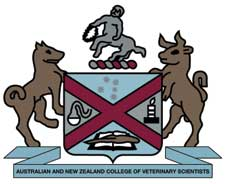 AUSTRALIAN AND NEW ZEALAND COLLEGE OF VETERINARY SCIENTISTS